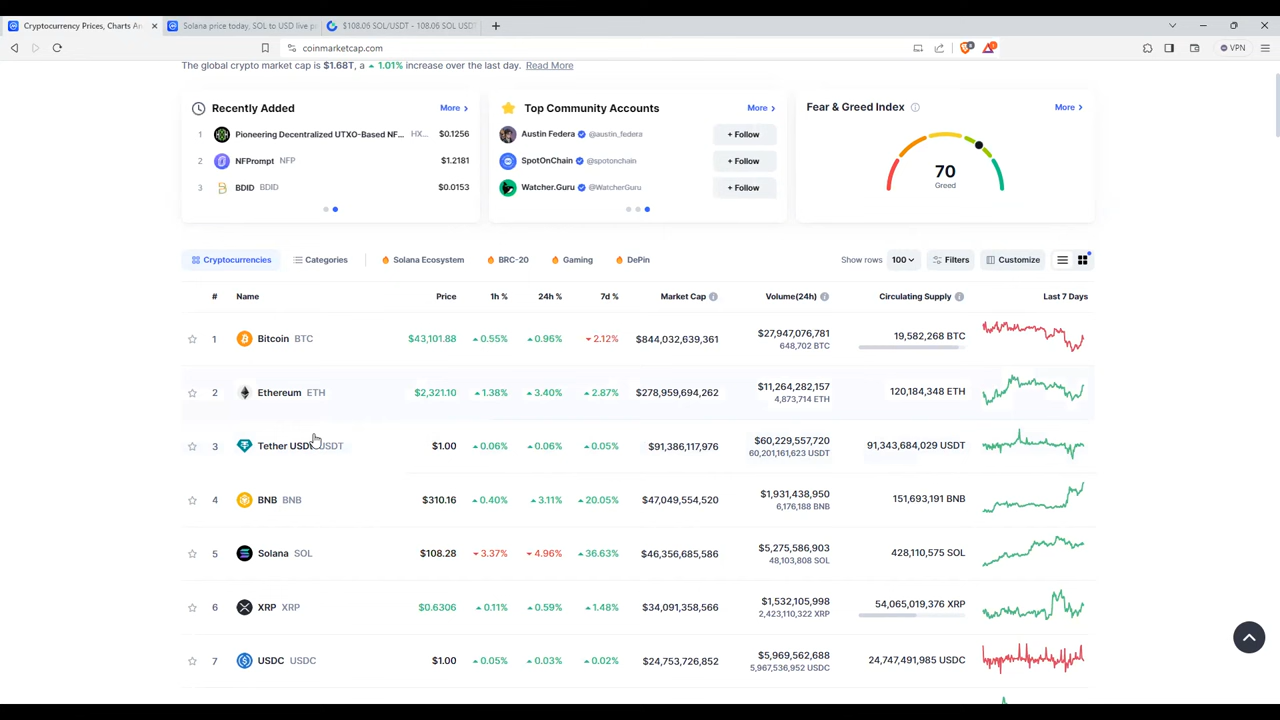 Cryptocurrency Prices, Charts An
Solana price today, SOL to USD live p
$108.06 SOL/USDT - 108.06 SOL USD
coinmarketcap.com
VPN
The global crypto market cap is $1.68T, a 1.01% increase over the last day. Read More
Recently Added
More >
1 Pioneering Decentralized UTXO-Based NF... HX... $0.1256
2 NFPrompt NFP $1.2181
3 BDID BDID $0.0153
Top Community Accounts
More >
Austin Federa @austin_federa + Follow
SpotOnChain @spotonchain + Follow
Watcher.Guru @WatcherGuru + Follow
Fear & Greed Index
More >
70
Greed
Cryptocurrencies Categories Solana Ecosystem BRC-20 Gaming DePin Show rows 100 Filters Customize
# Name Price 1h % 24h % 7d % Market Cap Volume(24h) Circulating Supply Last 7 Days
1 Bitcoin BTC $43,101.88 0.55% 0.96% 2.12% $844,032,639,361 $27,947,076,781 19,582,268 BTC
648,702 BTC
2 Ethereum ETH $2,321.10 1.38% 3.40% 2.87% $278,959,694,262 $11,264,282,157 120,184,348 ETH
4,873,714 ETH
3 Tether USDt USDT $1.00 0.06% 0.06% 0.05% $91,386,117,976 $60,229,557,720 91,343,684,029 USDT
60,201,161,623 USDT
4 BNB BNB $310.16 0.40% 3.11% 20.05% $47,049,554,520 $1,931,438,950 151,693,191 BNB
6,176,188 BNB
5 Solana SOL $108.28 3.37% 4.96% 36.63% $46,356,685,586 $5,275,586,903 428,110,575 SOL
48,103,808 SOL
6 XRP XRP $0.6306 0.11% 0.59% 1.48% $34,091,358,566 $1,532,105,998 54,065,019,376 XRP
2,423,110,322 XRP
7 USDC USDC $1.00 0.05% 0.03% 0.02% $24,753,726,852 $5,969,562,688 24,747,491,985 USDC
5,967,536,952 USDC